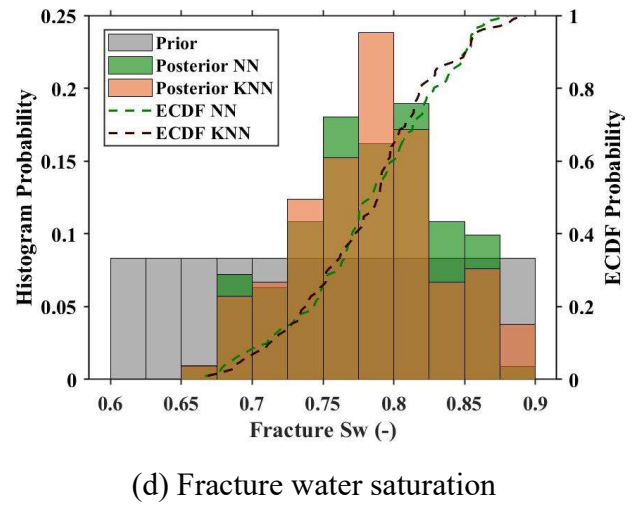 0.25
0.2
0.15
0.1
0.05
0
Histogram Probability
Prior
Posterior NN
Posterior KNN
ECDF NN
ECDF KNN
1
0.8
0.6
0.4
0.2
0
ECDF Probability
0.6 0.65 0.7 0.75 0.8 0.85 0.9
Fracture Sw (-)
(d) Fracture water saturation